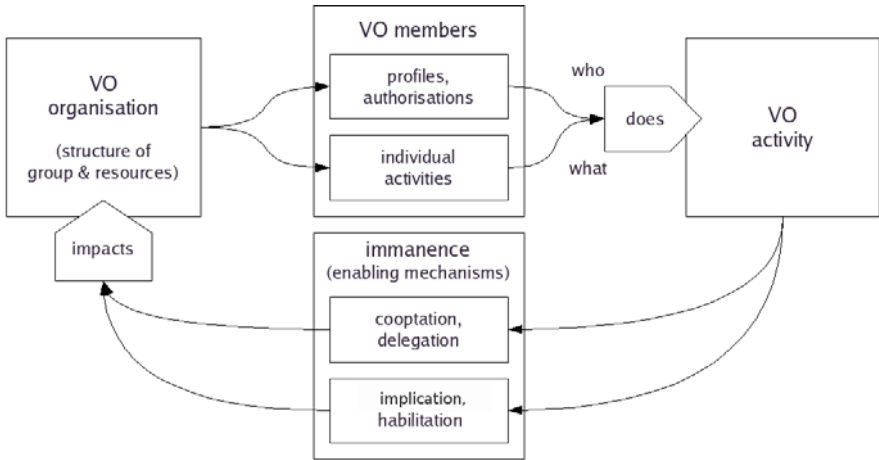 VO
organisation
(structure of
group & resources)
impacts
VO members
profiles,
authorisations
individual
activities
who
does
what
VO
activity
immanence
(enabling mechanisms)
cooptation,
delegation
implication,
habilitation